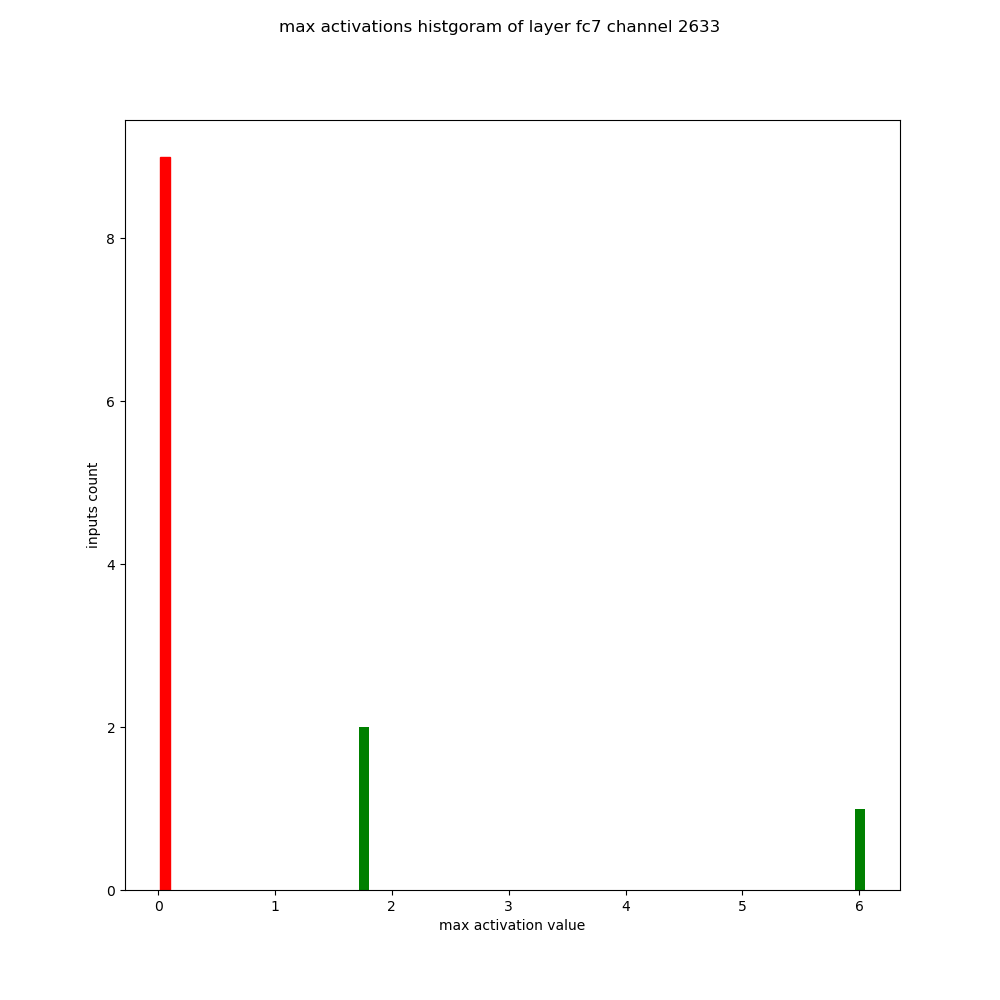 max activations histgoram of layer fc7 channel 2633
8
6
4
2
0
inputs count
0 1 2 3 4 5 6
max activation value